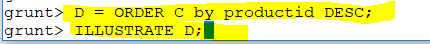 grunt> D = ORDER C by productid DESC;
grunt> ILLUSTRATE D;